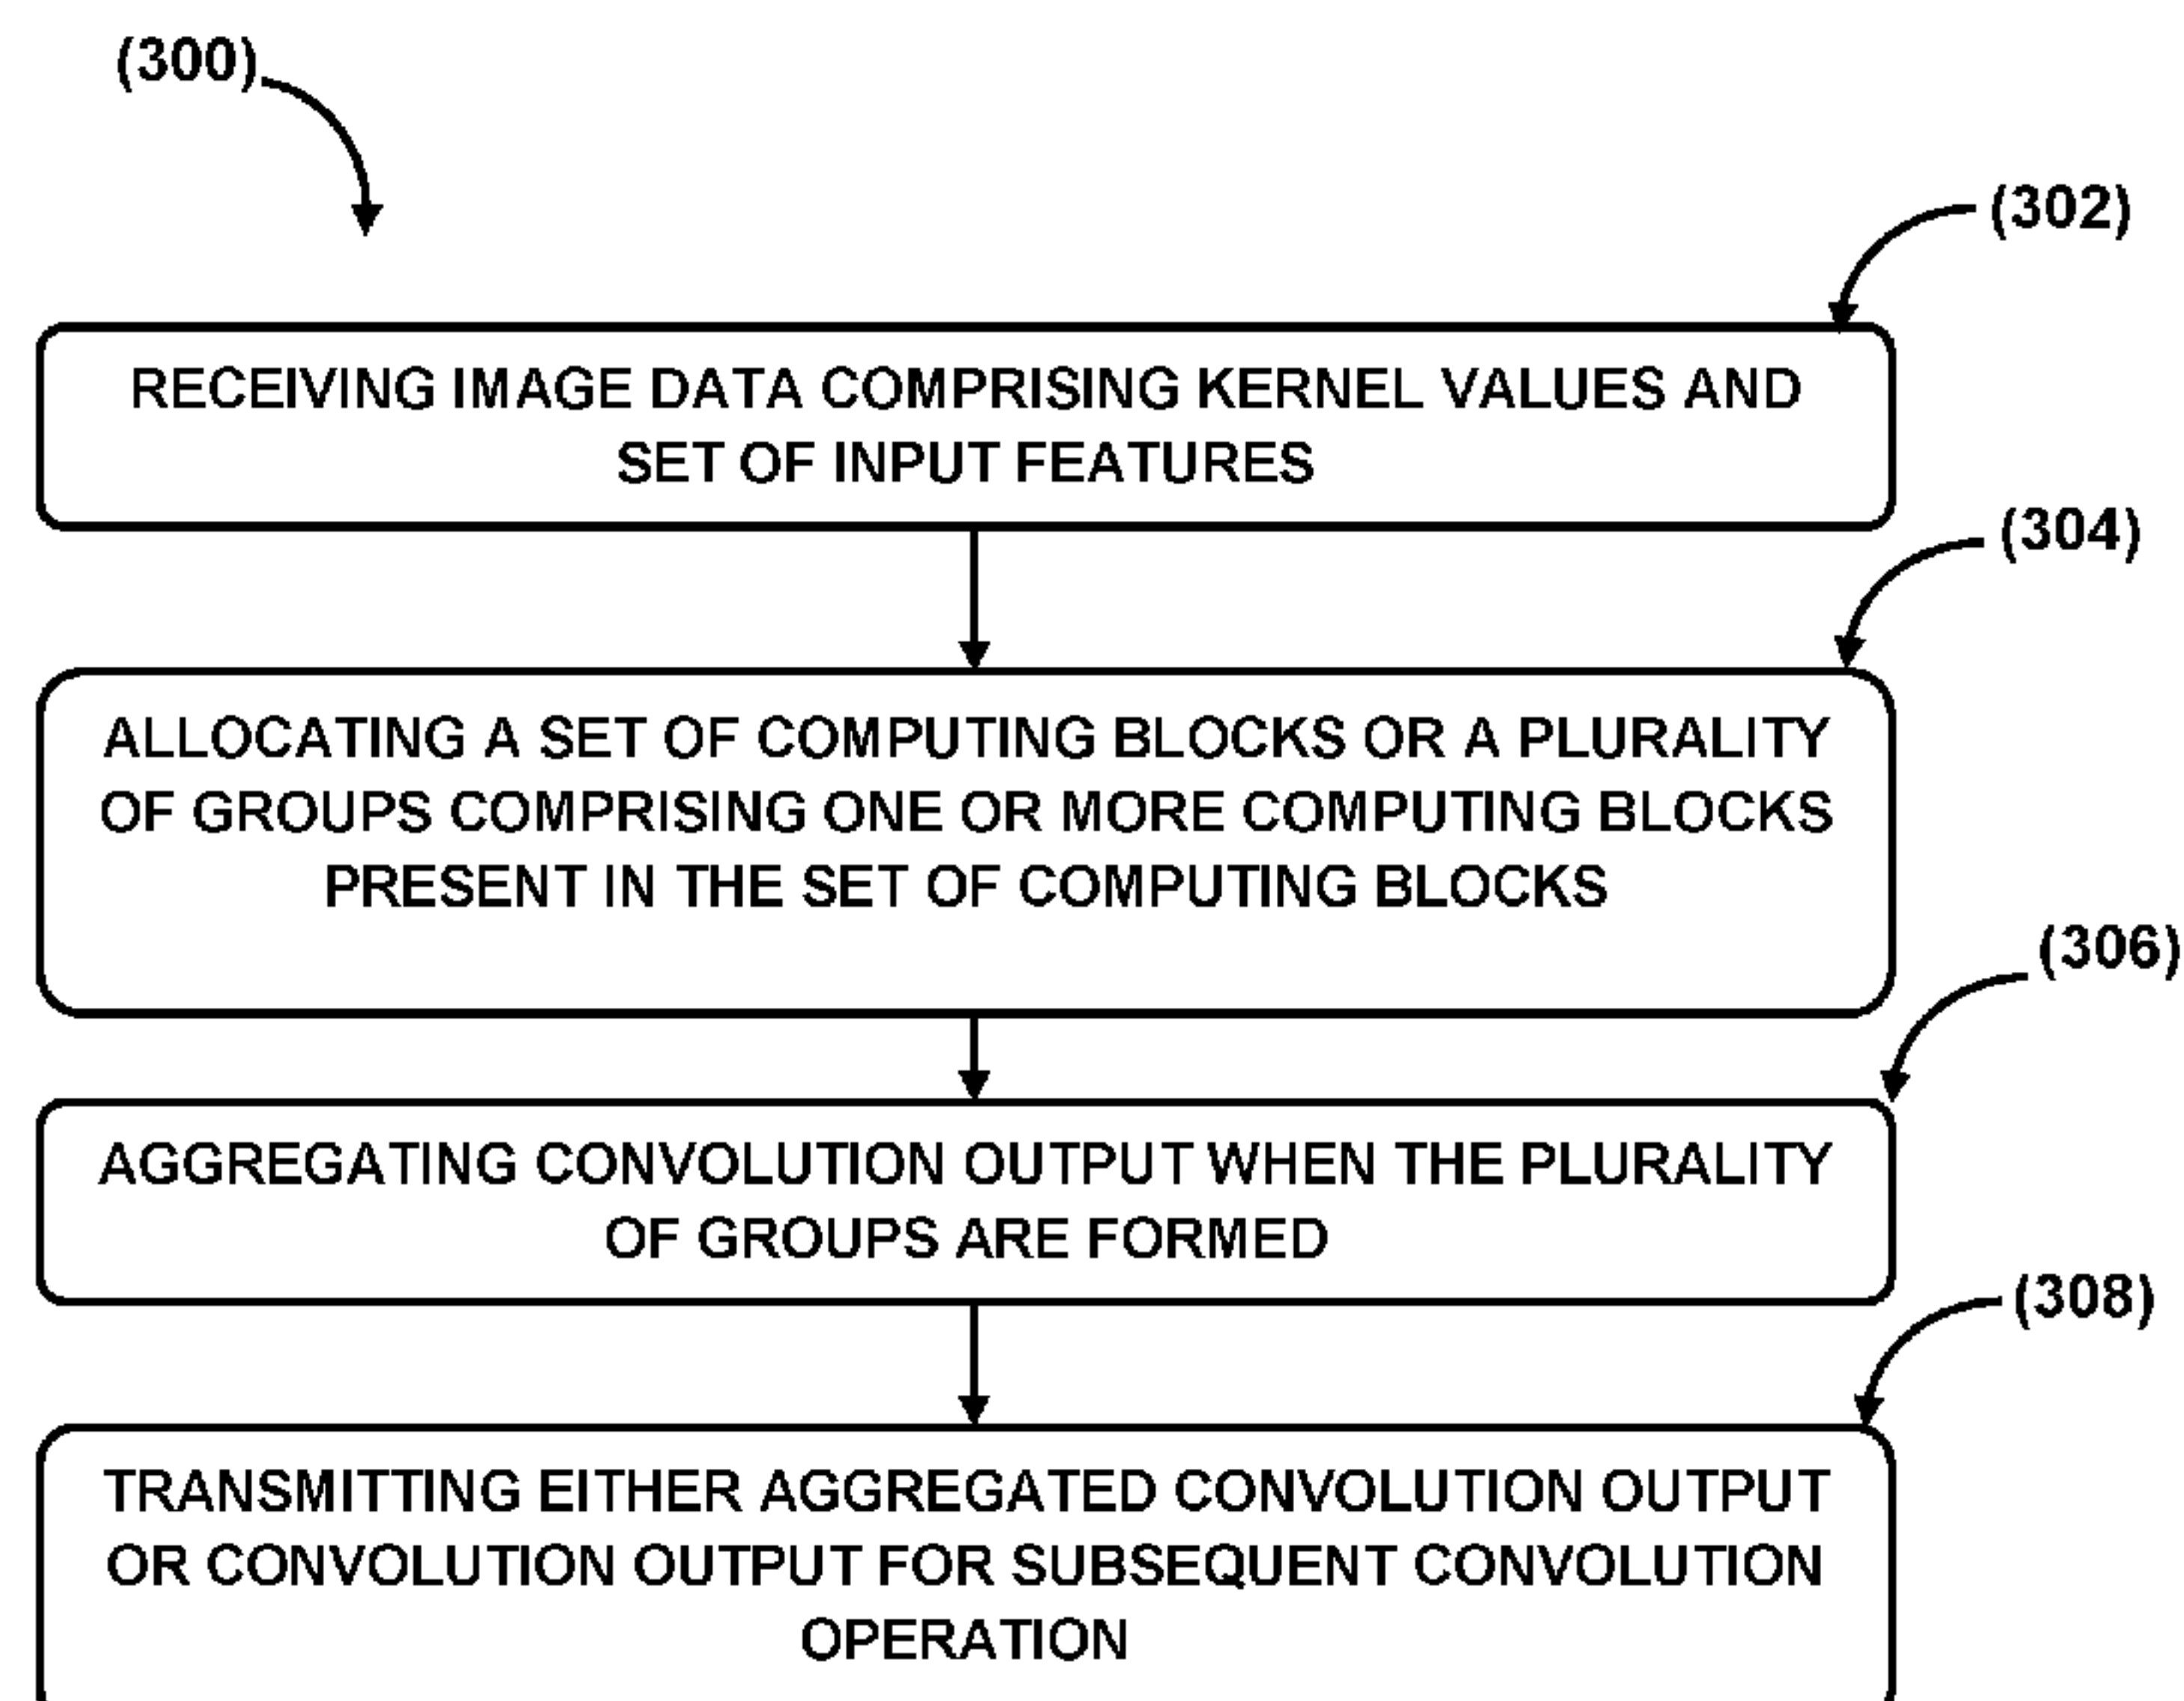 (300)
(302)
RECEIVING IMAGE DATA COMPRISING KERNEL VALUES AND
SET OF INPUT FEATURES
(304)
ALLOCATING A SET OF COMPUTING BLOCKS OR A PLURALITY
OF GROUPS COMPRISING ONE OR MORE COMPUTING BLOCKS
PRESENT IN THE SET OF COMPUTING BLOCKS
(306)
AGGREGATING CONVOLUTION OUTPUT WHEN THE PLURALITY
OF GROUPS ARE FORMED
(308)
TRANSMITTING EITHER AGGREGATED CONVOLUTION OUTPUT
OR CONVOLUTION OUTPUT FOR SUBSEQUENT CONVOLUTION
OPERATION